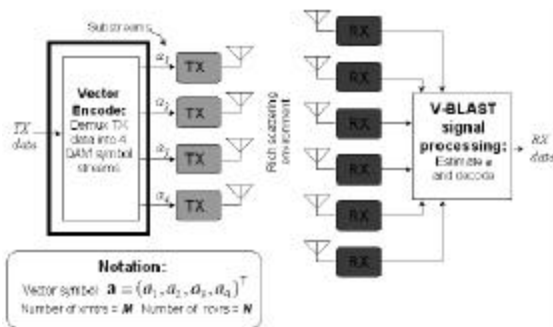 Substreams
TX data
Vector Encode:
Demux TX
data into 4
QAM symbol
streams
a₁
a₂
a₃
a₄
TX
TX
TX
TX
Rich scattering environment
RX
RX
RX
RX
RX
RX
V-BLAST
signal
processing:
Estimate a
and decode
RX data
Notation:
Vector symbol a = (a₁, a₂, a₃, a₄)ᵀ
Number of xmtrs = M Number of rcvrs = N